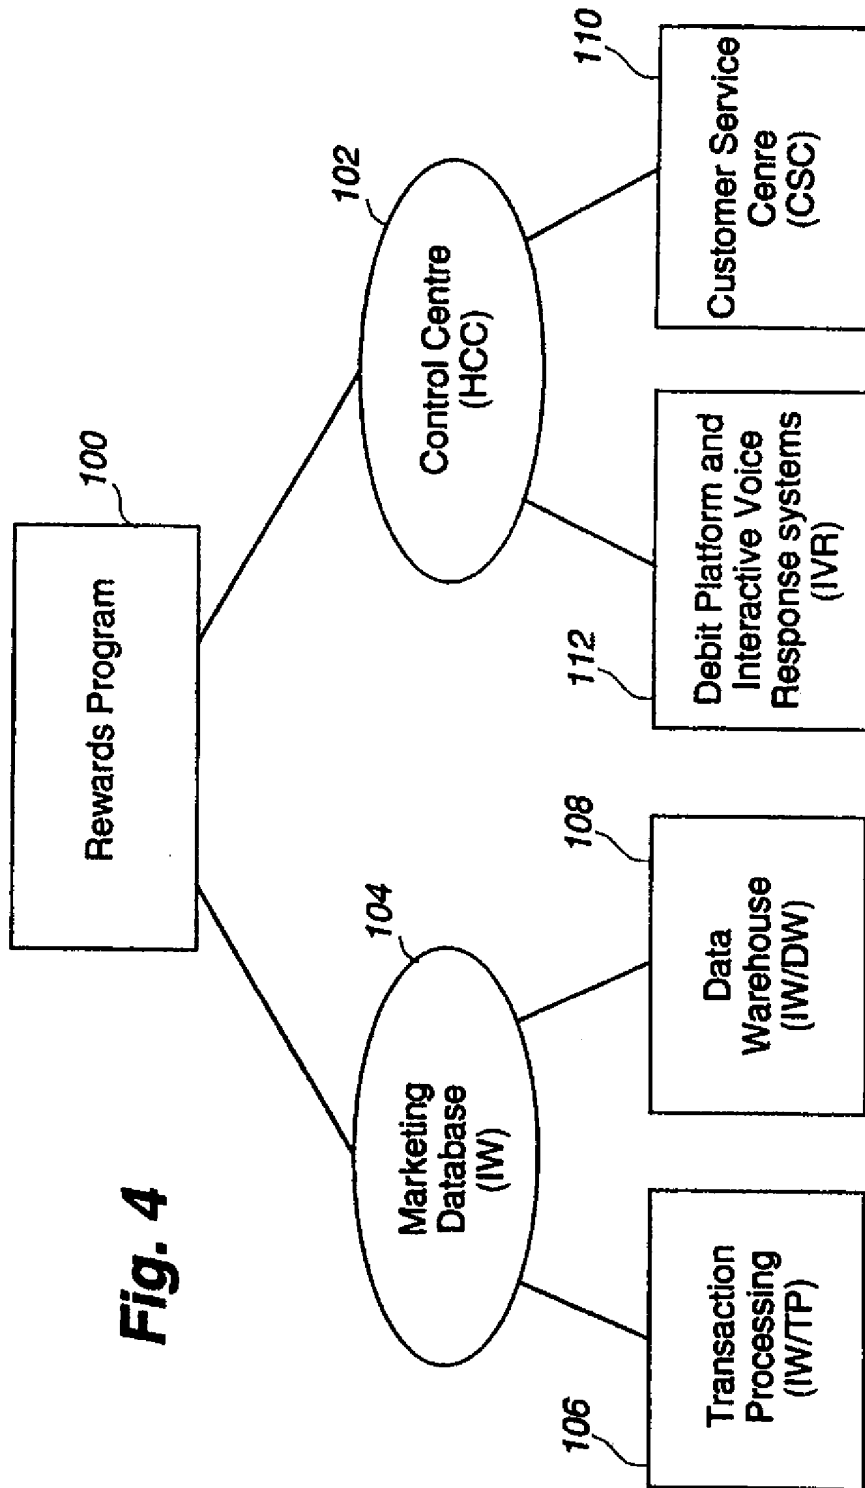 Fig. 4
Rewards Program
100
Marketing
Database
(IW)
104
Control Centre
(HCC)
102
Transaction
Processing
(IW/TP)
106
Data
Warehouse
(IW/DW)
108
Debit Platform and
Interactive Voice
Response systems
(IVR)
112
Customer Service
Cenre
(CSC)
110